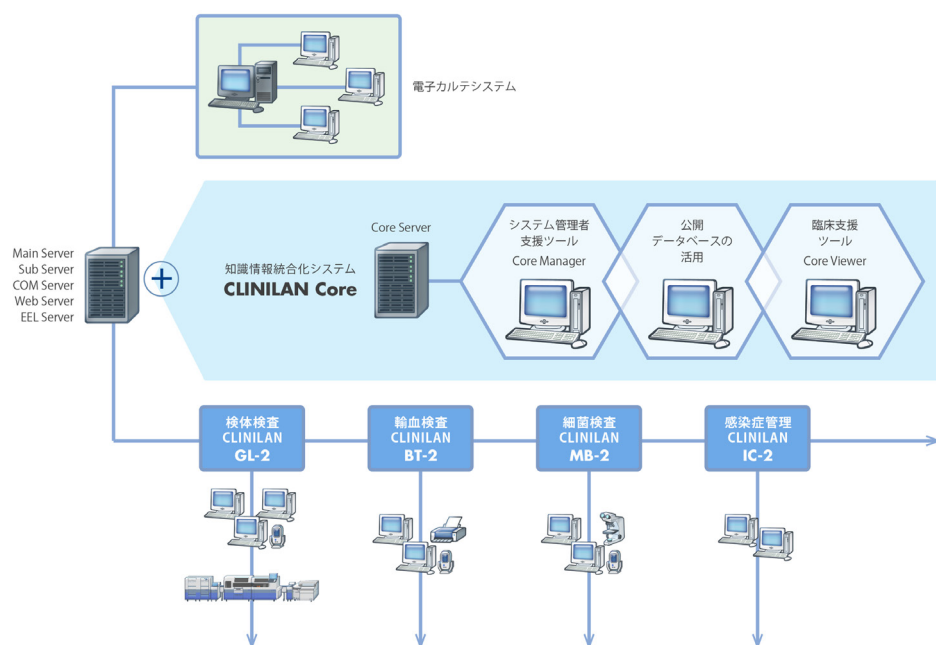 電子カルテシステム
Main Server
Sub Server
COM Server
Web Server
EEL Server
知識情報統合化システム
CLINILAN Core
Core Server
システム管理者
支援ツール
Core Manager
公開
データベースの
活用
臨床支援
ツール
Core Viewer
検体検査
CLINILAN
GL-2
輸血検査
CLINILAN
BT-2
細菌検査
CLINILAN
MB-2
感染症管理
CLINILAN
IC-2